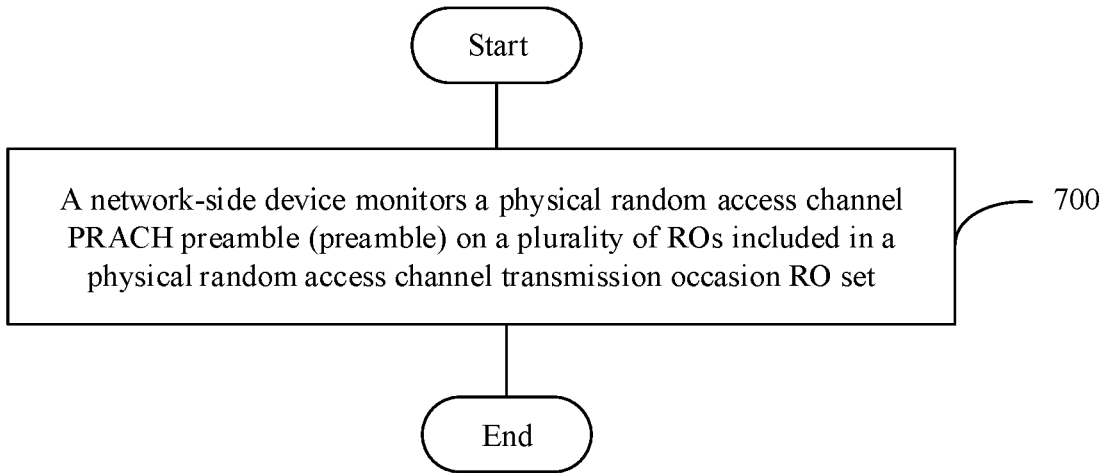 Start
A network-side device monitors a physical random access channel
PRACH preamble (preamble) on a plurality of ROs included in a
physical random access channel transmission occasion RO set
700
End